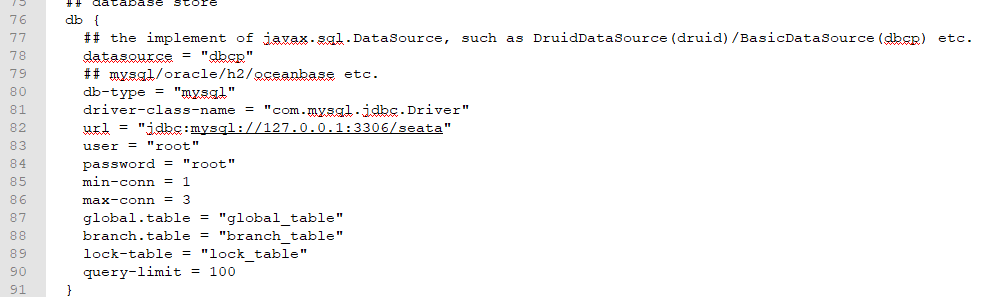 75 ## database store
76 db {
77 ## the implement of javax.sql.DataSource, such as DruidDataSource(druid)/BasicDataSource(dbcp) etc.
78 datasource = "dbcp"
79 ## mysql/oracle/h2/oceanbase etc.
80 db-type = "mysql"
81 driver-class-name = "com.mysql.jdbc.Driver"
82 url = "jdbc:mysql://127.0.0.1:3306/seata"
83 user = "root"
84 password = "root"
85 min-conn = 1
86 max-conn = 3
87 global.table = "global_table"
88 branch.table = "branch_table"
89 lock-table = "lock_table"
90 query-limit = 100
91 }